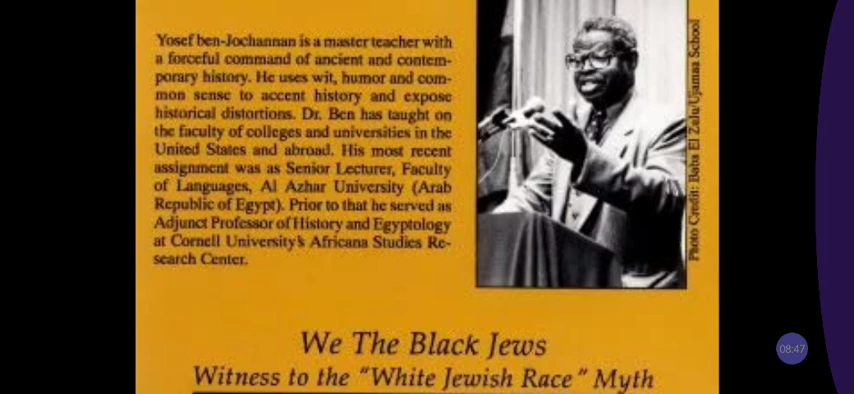 Yosef ben-Jochannan is a master teacher with
a forceful command of ancient and contem-
porary history. He uses wit, humor and com-
mon sense to accent history and expose
historical distortions. Dr. Ben has taught on
the faculty of colleges and universities in the
United States and abroad. His most recent
assignment was as Senior Lecturer, Faculty
of Languages, Al Azhar University (Arab
Republic of Egypt). Prior to that he served as
Adjunct Professor of History and Egyptology
at Cornell University's Africana Studies Re-
search Center.
Photo Credit: Baba El Zulu/Ujamaa School
We The Black Jews
Witness to the "White Jewish Race" Myth
08:47